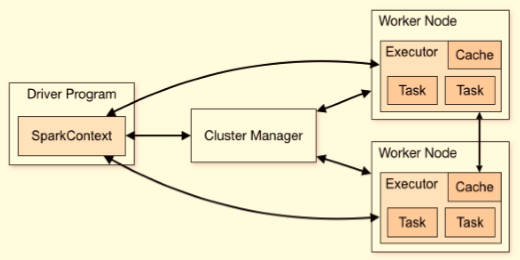 Worker Node
Executor
Cache
Task
Task
Driver Program
SparkContext
Cluster Manager
Worker Node
Executor
Cache
Task
Task